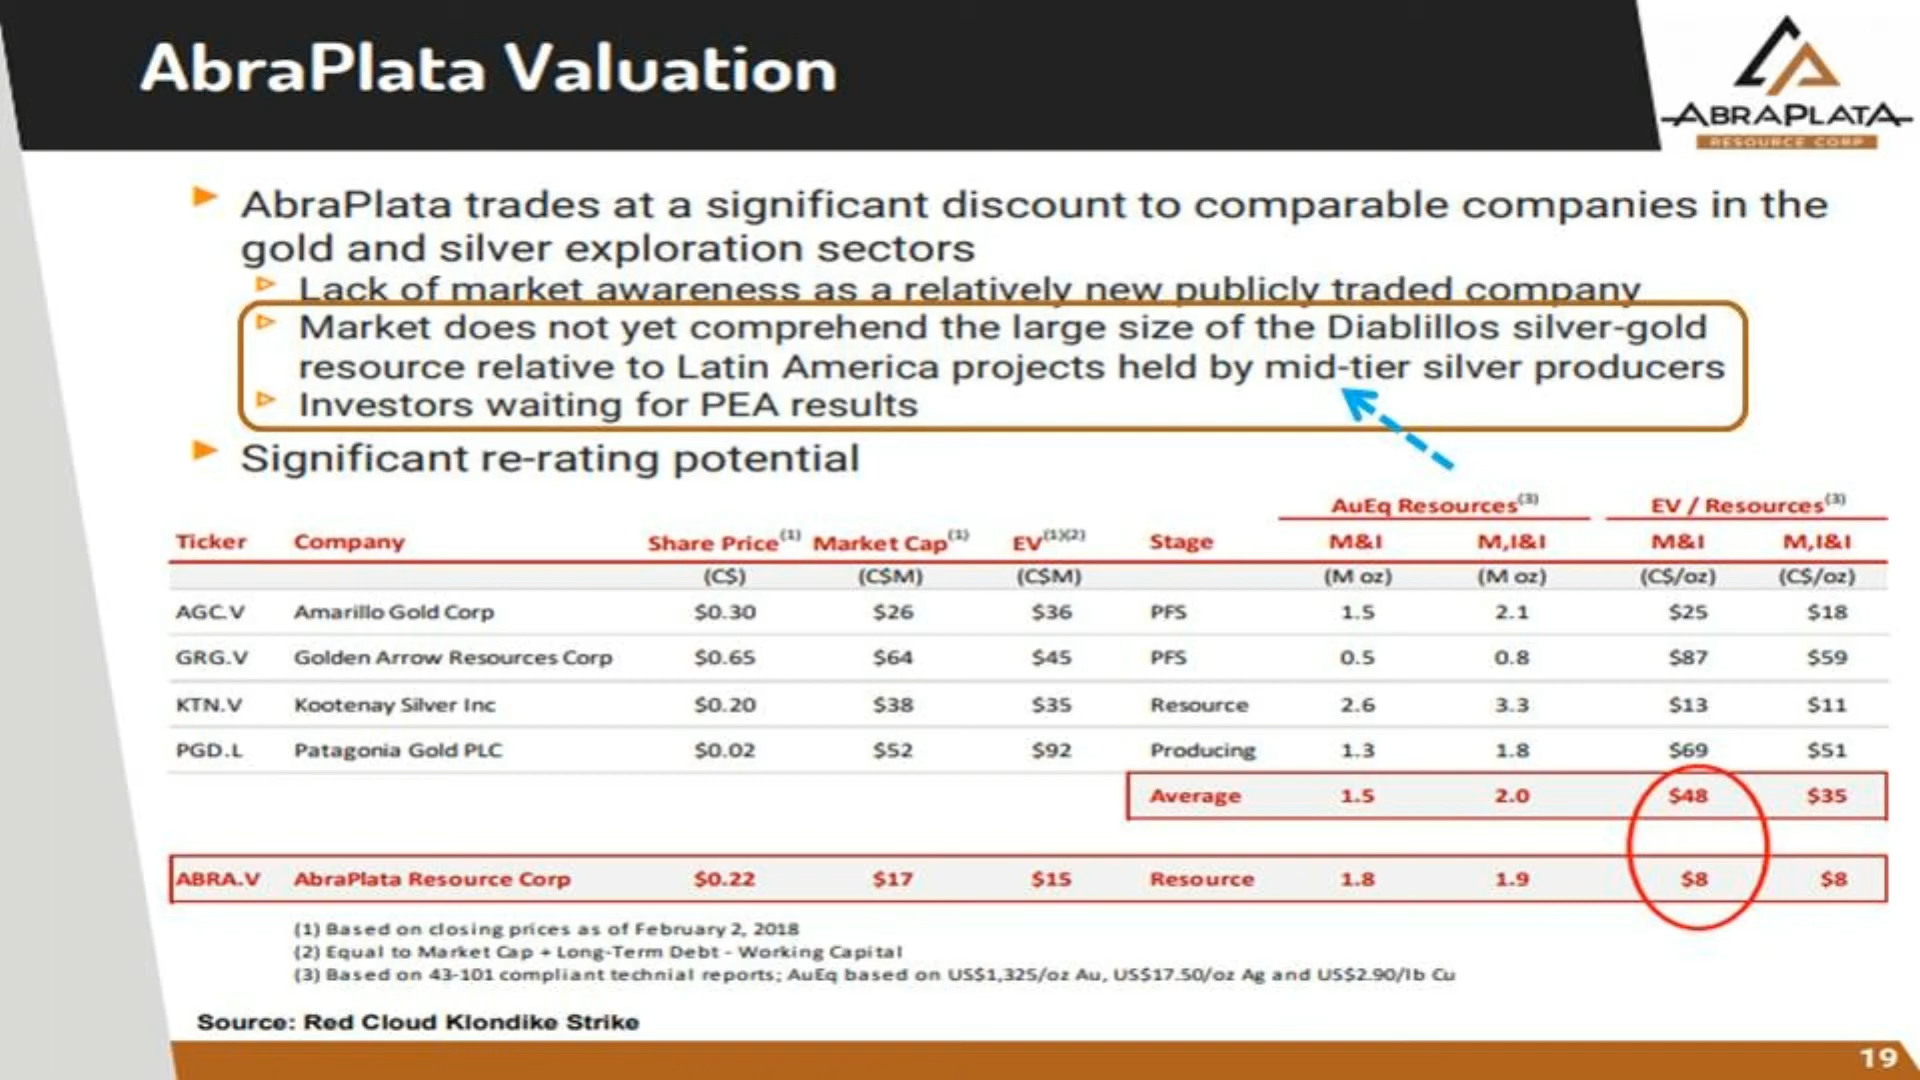 AbraPlata Valuation
ABRAPLATA
RESOURCE CORP
AbraPlata trades at a significant discount to comparable companies in the
gold and silver exploration sectors
Lack of market awareness as a relatively new publicly traded company
Market does not yet comprehend the large size of the Diablillos silver-gold
resource relative to Latin America projects held by mid-tier silver producers
Investors waiting for PEA results
Significant re-rating potential
AuEq Resources(3) EV / Resources(3)
Ticker Company Share Price(1) Market Cap(1) EV(1)(2) Stage M&I M,I&I M&I M,I&I
(C$) (C$M) (C$M) (M oz) (M oz) (C$/oz) (C$/oz)
AGC.V Amarillo Gold Corp $0.30 $26 $36 PFS 1.5 2.1 $25 $18
GRG.V Golden Arrow Resources Corp $0.65 $64 $45 PFS 0.5 0.8 $87 $59
KTN.V Kootenay Silver Inc $0.20 $38 $35 Resource 2.6 3.3 $13 $11
PGD.L Patagonia Gold PLC $0.02 $52 $92 Producing 1.3 1.8 $69 $51
Average 1.5 2.0 $48 $35
ABRA.V AbraPlata Resource Corp $0.22 $17 $15 Resource 1.8 1.9 $8 $8
(1) Based on closing prices as of February 2, 2018
(2) Equal to Market Cap + Long-Term Debt - Working Capital
(3) Based on 43-101 compliant technial reports; AuEq based on US$1,325/oz Au, US$17.50/oz Ag and US$2.90/lb Cu
Source: Red Cloud Klondike Strike
19